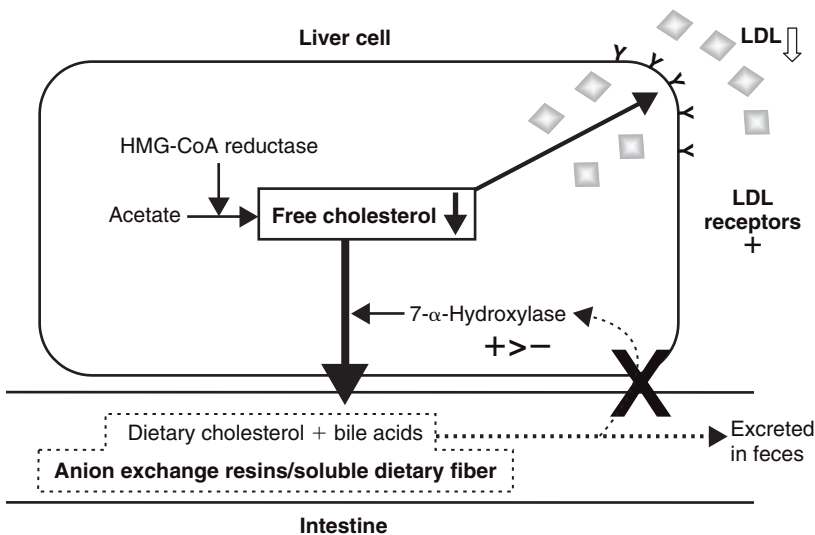 Liver cell
LDL
HMG-CoA reductase
Acetate
Free cholesterol
LDL
receptors
+
7-α-Hydroxylase
+>−
X
Dietary cholesterol + bile acids
Excreted
in feces
Anion exchange resins/soluble dietary fiber
Intestine